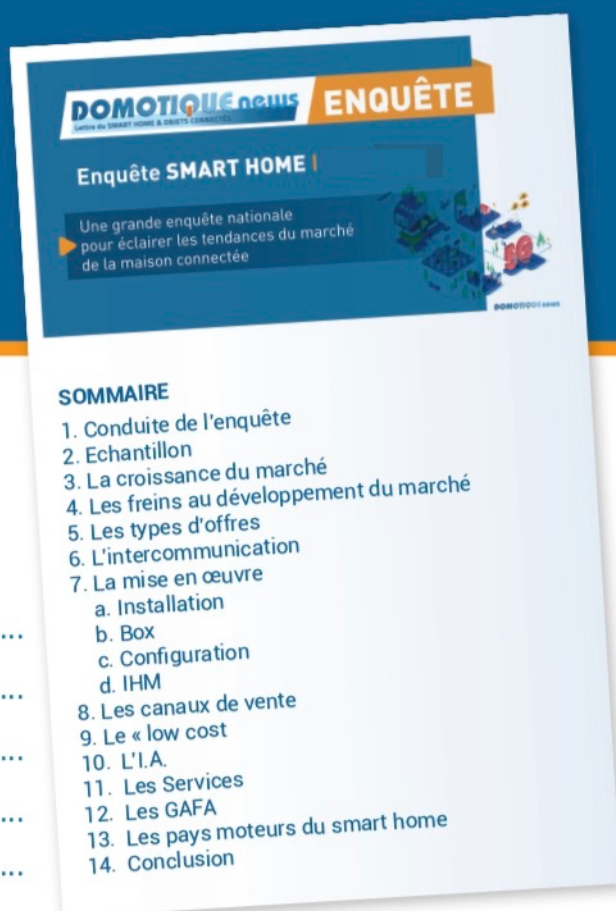 DOMOTIQUE news ENQUÊTE
Lettre du SMART HOME & OBJETS CONNECTÉS
Enquête SMART HOME
Une grande enquête nationale
pour éclairer les tendances du marché
de la maison connectée
5G
DOMOTIQUE news
SOMMAIRE
1. Conduite de l'enquête
2. Echantillon
3. La croissance du marché
4. Les freins au développement du marché
5. Les types d'offres
6. L'intercommunication
7. La mise en œuvre
a. Installation
b. Box
c. Configuration
d. IHM
8. Les canaux de vente
9. Le « low cost
10. L'I.A.
11. Les Services
12. Les GAFA
13. Les pays moteurs du smart home
14. Conclusion
...
...
...
...
...